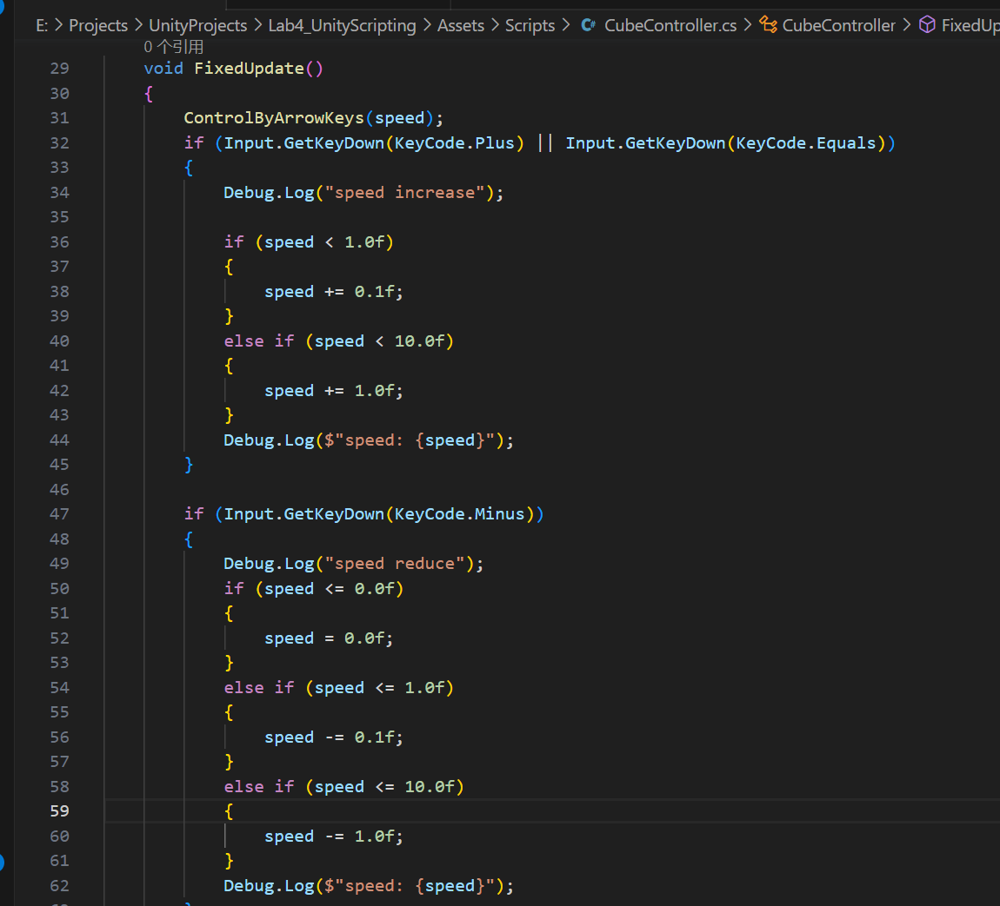 E: > Projects > UnityProjects > Lab4_UnityScripting > Assets > Scripts > CubeController.cs > CubeController > FixedUp
0 个引用
29 void FixedUpdate()
30 {
31 ControlByArrowKeys(speed);
32 if (Input.GetKeyDown(KeyCode.Plus) || Input.GetKeyDown(KeyCode.Equals))
33 {
34 Debug.Log("speed increase");
35
36 if (speed < 1.0f)
37 {
38 speed += 0.1f;
39 }
40 else if (speed < 10.0f)
41 {
42 speed += 1.0f;
43 }
44 Debug.Log($"speed: {speed}");
45 }
46
47 if (Input.GetKeyDown(KeyCode.Minus))
48 {
49 Debug.Log("speed reduce");
50 if (speed <= 0.0f)
51 {
52 speed = 0.0f;
53 }
54 else if (speed <= 1.0f)
55 {
56 speed -= 0.1f;
57 }
58 else if (speed <= 10.0f)
59 {
60 speed -= 1.0f;
61 }
62 Debug.Log($"speed: {speed}");